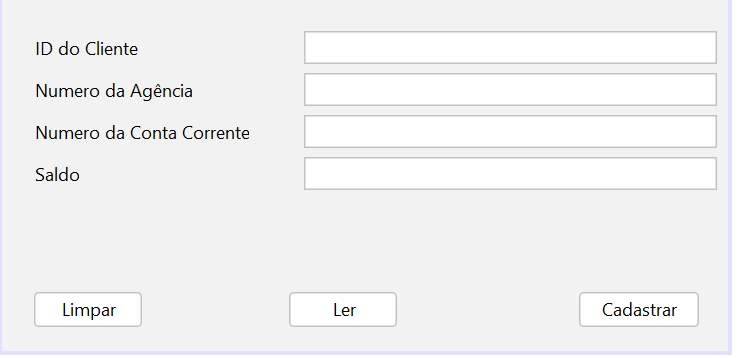 ID do Cliente
Numero da Agência
Numero da Conta Corrente
Saldo
Limpar Ler Cadastrar